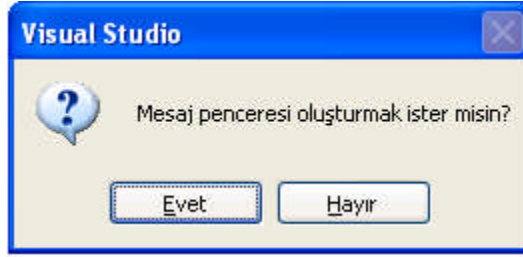 Visual Studio
Mesaj penceresi oluşturmak ister misin?
Evet
Hayır